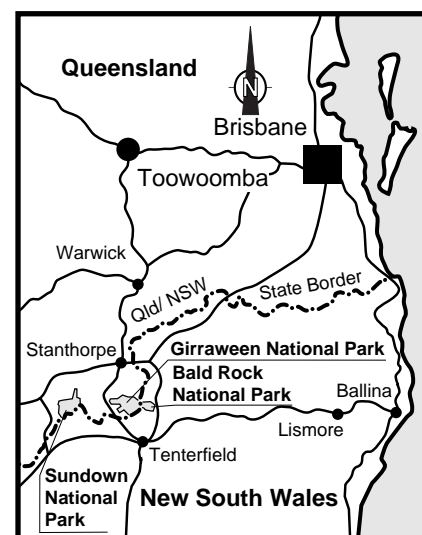 Queensland
N
Brisbane
Toowoomba
Warwick
Qld/ NSW
State Border
Stanthorpe
Girraween National Park
Bald Rock
National Park
Ballina
Lismore
Tenterfield
Sundown
National
Park
New South Wales